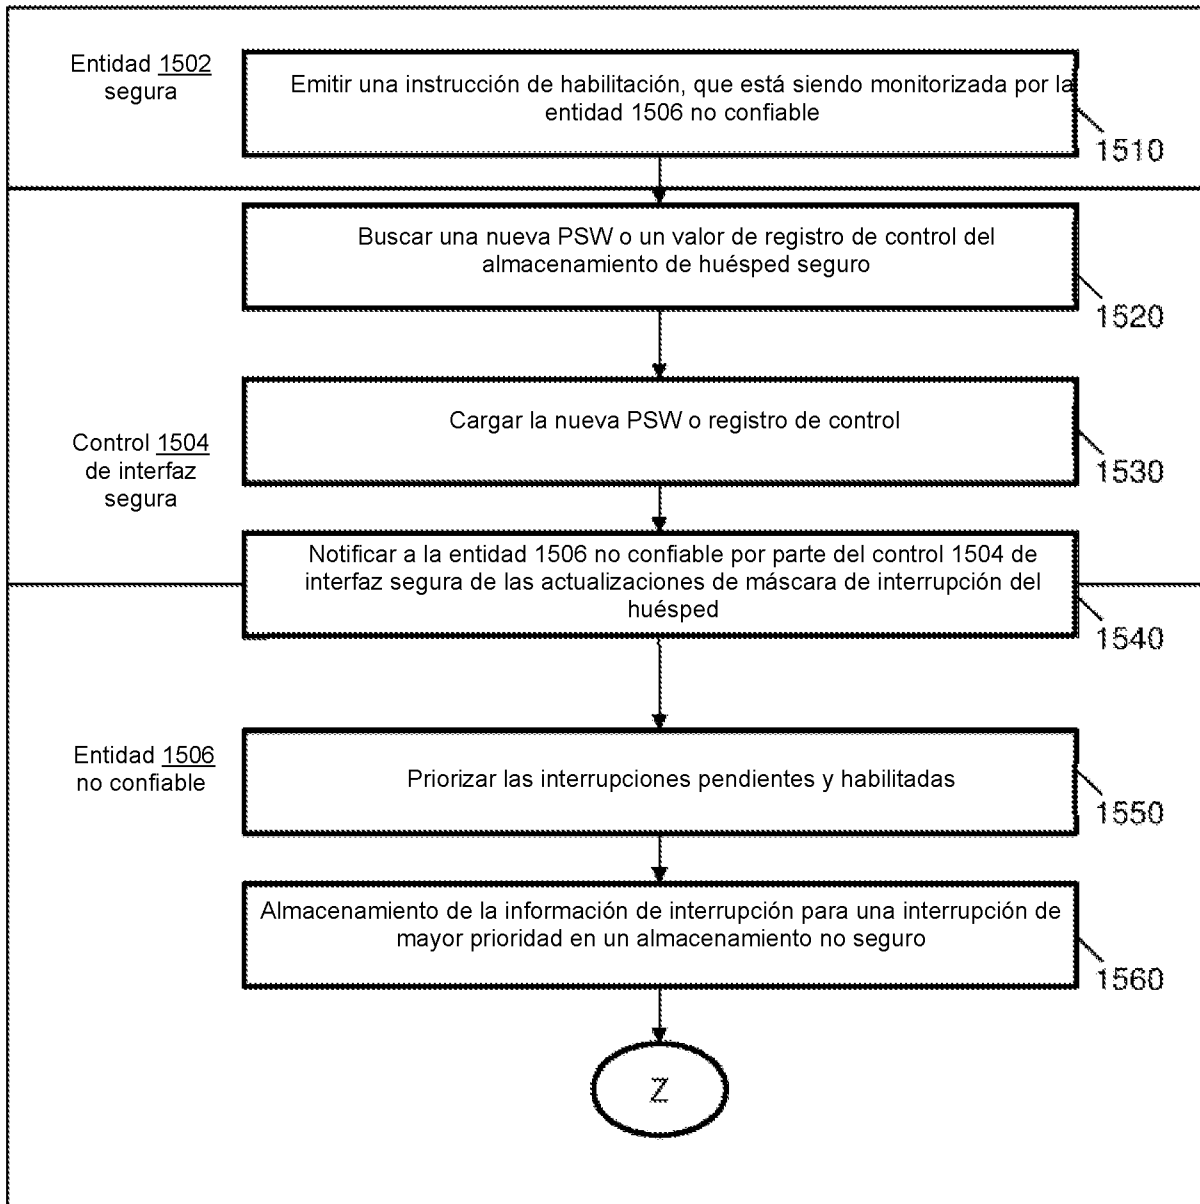 Entidad 1502
segura
Emitir una instrucción de habilitación, que está siendo monitorizada por la
entidad 1506 no confiable
1510
Buscar una nueva PSW o un valor de registro de control del
almacenamiento de huésped seguro
1520
Cargar la nueva PSW o registro de control
1530
Control 1504
de interfaz
segura
Notificar a la entidad 1506 no confiable por parte del control 1504 de
interfaz segura de las actualizaciones de máscara de interrupción del
huésped
1540
Entidad 1506
no confiable
Priorizar las interrupciones pendientes y habilitadas
1550
Almacenamiento de la información de interrupción para una interrupción de
mayor prioridad en un almacenamiento no seguro
1560
Z